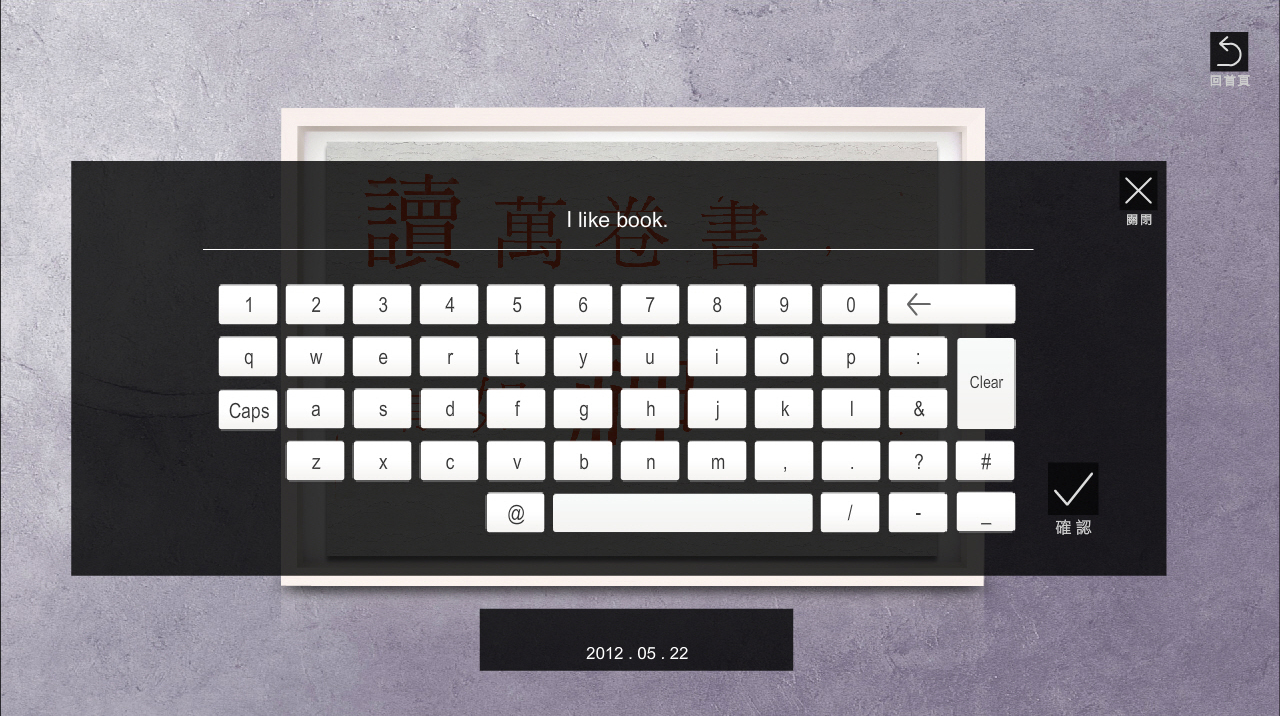 回首頁
讀萬卷書，
關閉
I like book.
1 2 3 4 5 6 7 8 9 0 ←
q w e r t y u i o p :
Clear
Caps a s d f g h j k l &
z x c v b n m , . ? #
@ / - _
確認
2012 . 05 . 22